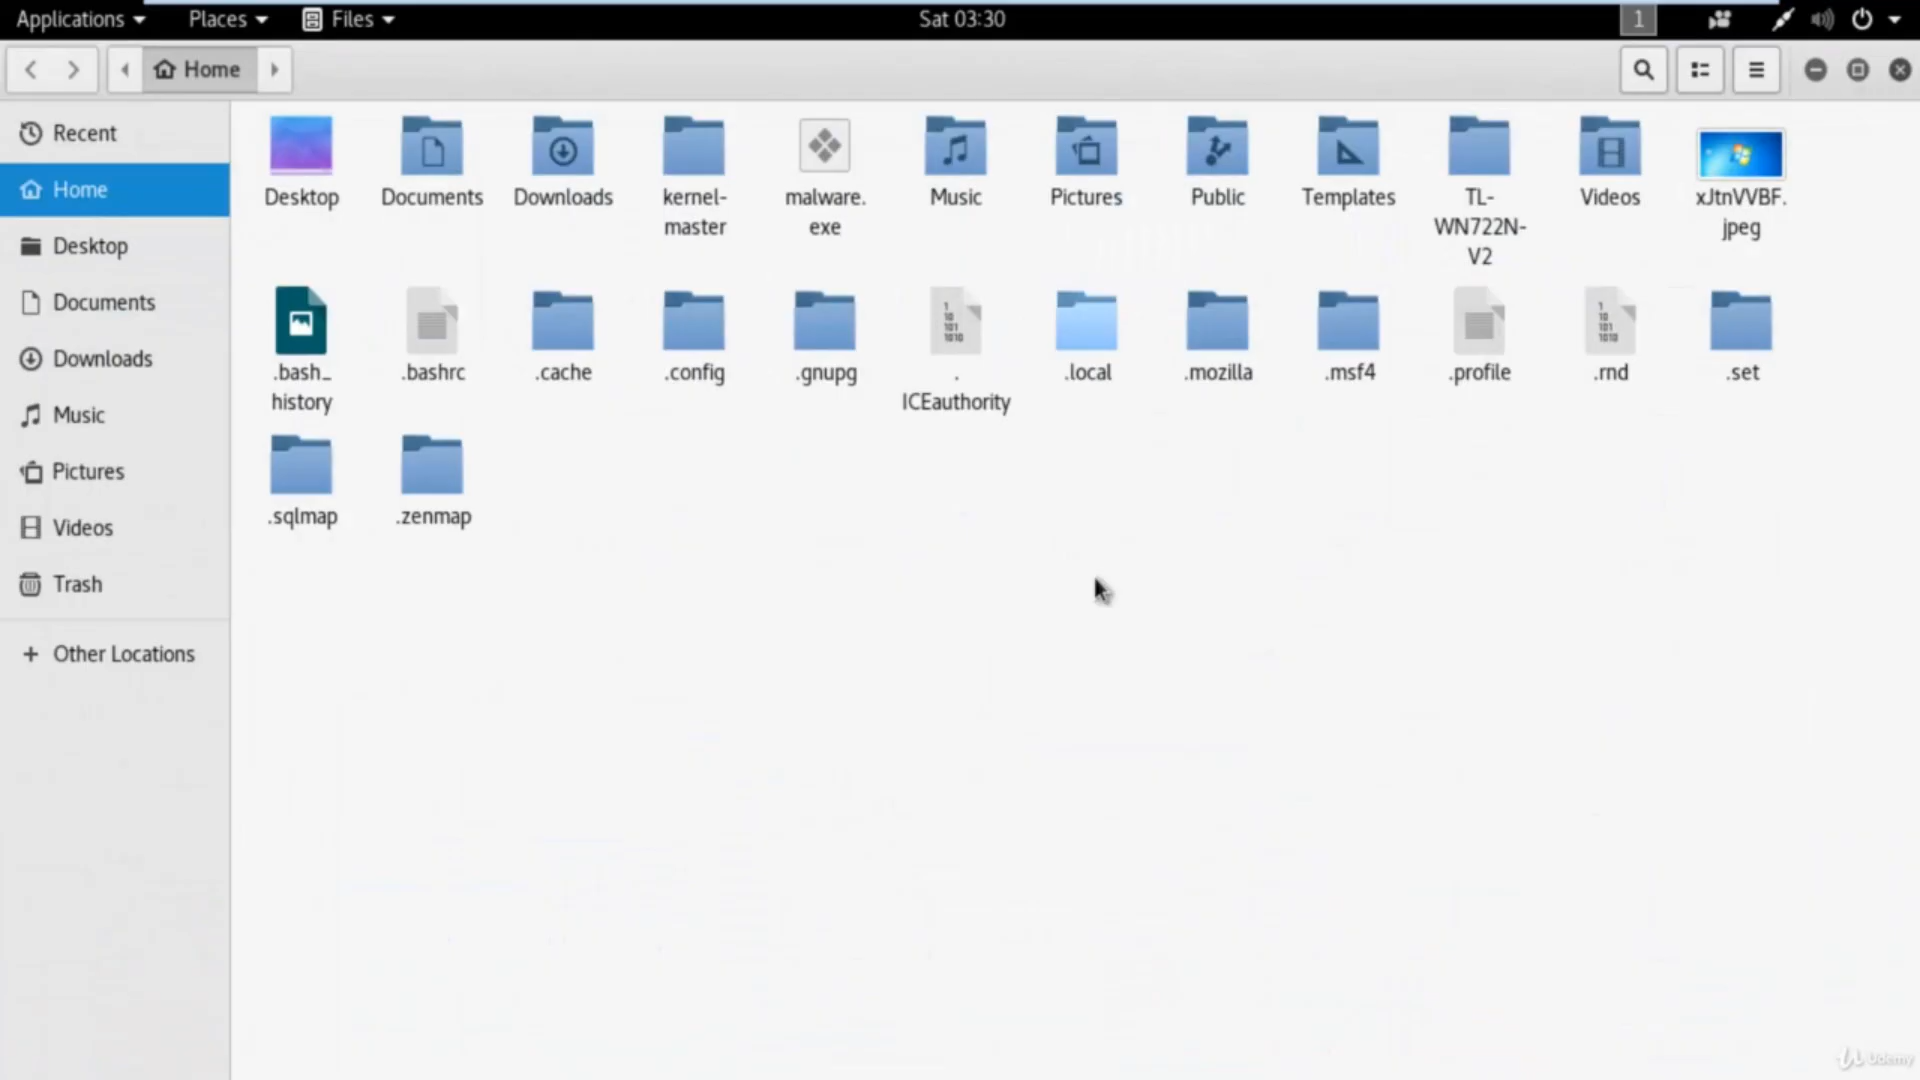 Applications Places Files Sat 03:30 1
Home
Recent
Home
Desktop
Documents
Downloads
Music
Pictures
Videos
Trash
+ Other Locations
Desktop Documents Downloads kernel- malware. Music Pictures Public Templates TL- Videos xJtnVVBF.
master exe WN722N- jpeg
V2
.bash_ .bashrc .cache .config .gnupg . .local .mozilla .msf4 .profile .rnd .set
history ICEauthority
.sqlmap .zenmap
Udemy